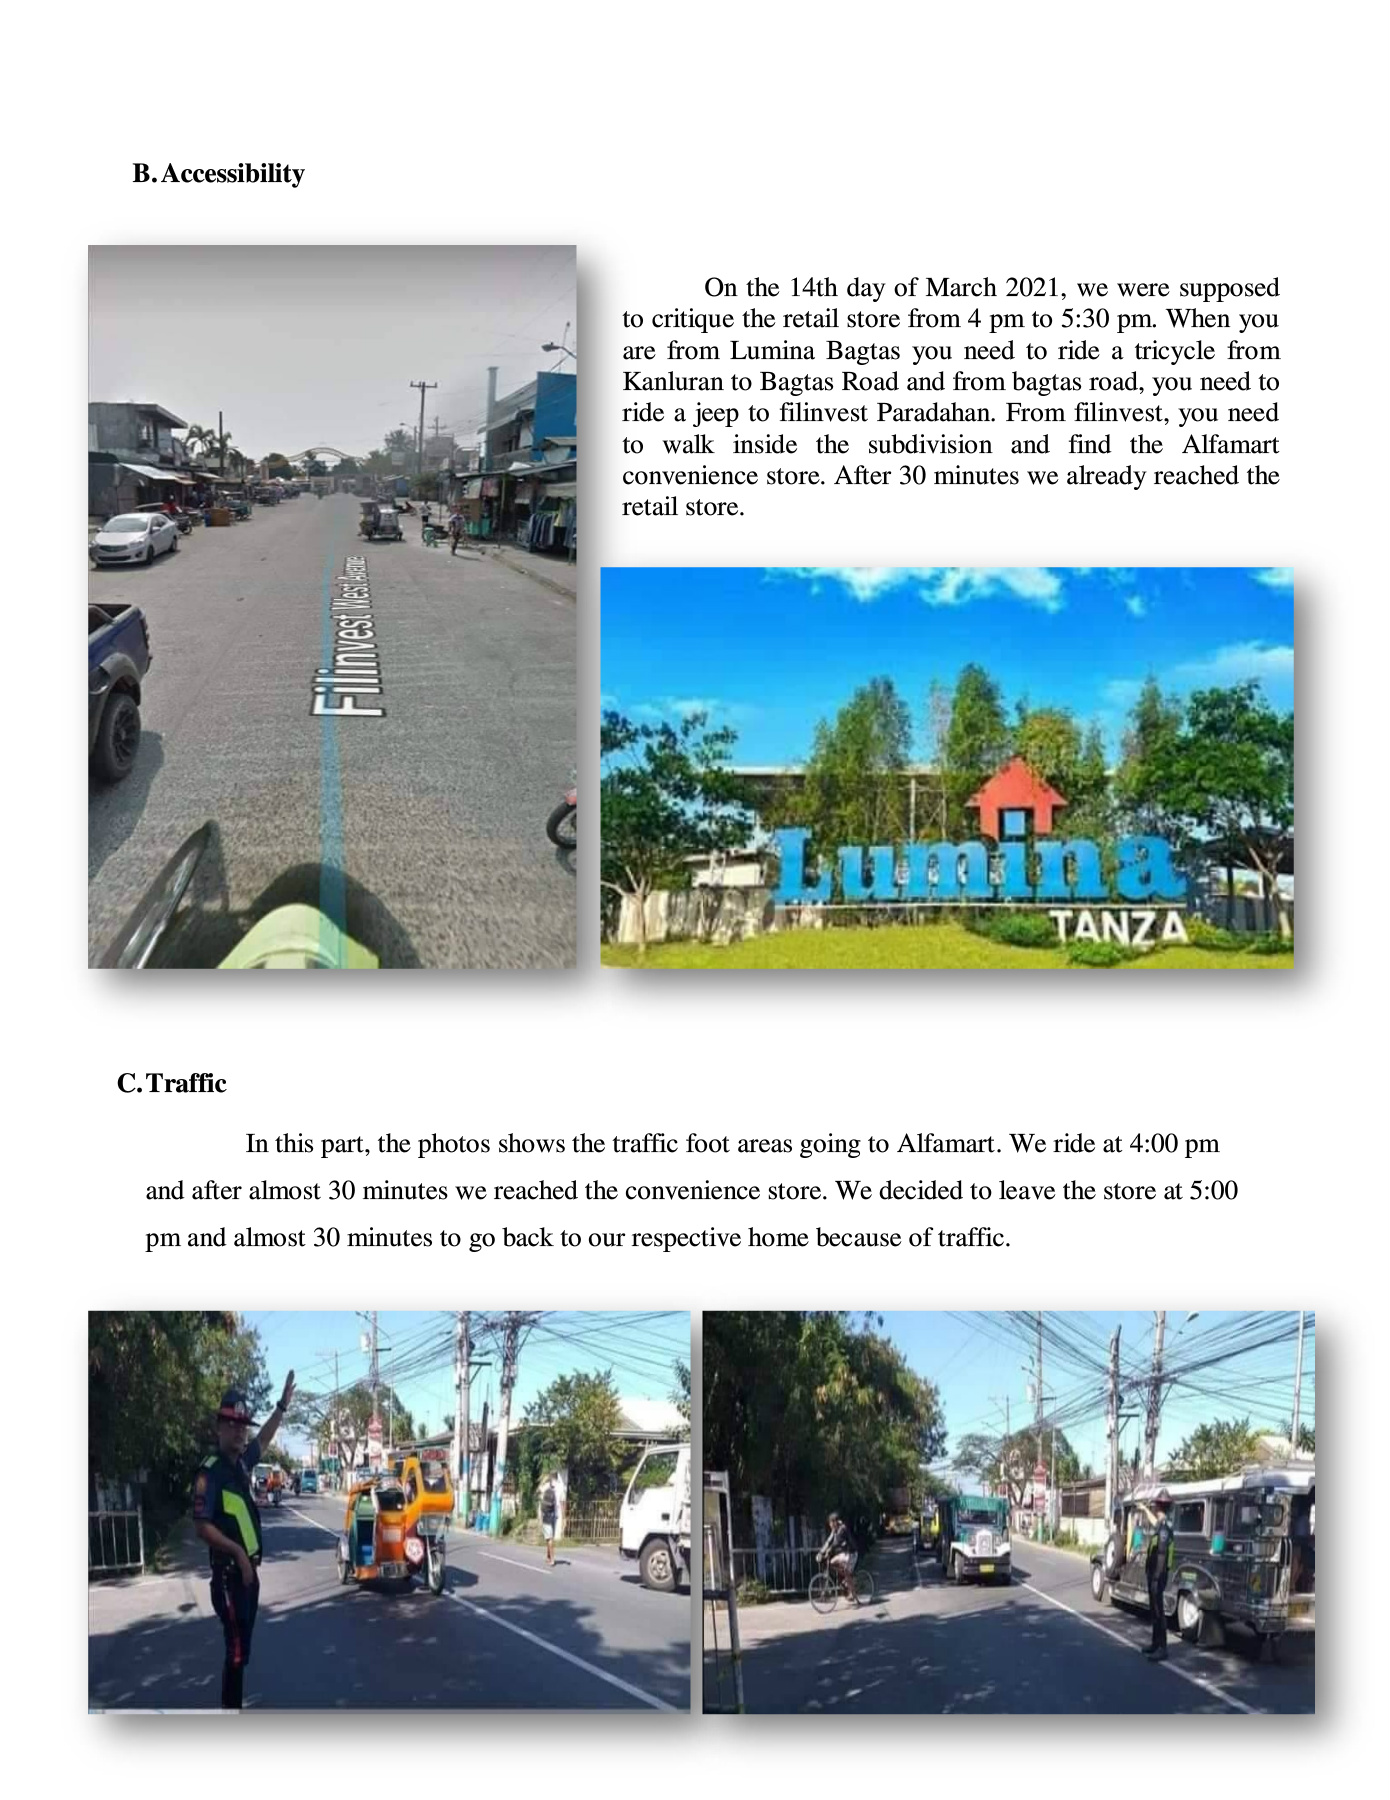 B. Accessibility
On the 14th day of March 2021, we were supposed
to critique the retail store from 4 pm to 5:30 pm. When you
are from Lumina Bagtas you need to ride a tricycle from
Kanluran to Bagtas Road and from bagtas road, you need to
ride a jeep to filinvest Paradahan. From filinvest, you need
to walk inside the subdivision and find the Alfamart
convenience store. After 30 minutes we already reached the
retail store.
Filinvest West Avenue
Lumina
TANZA
C. Traffic
In this part, the photos shows the traffic foot areas going to Alfamart. We ride at 4:00 pm
and after almost 30 minutes we reached the convenience store. We decided to leave the store at 5:00
pm and almost 30 minutes to go back to our respective home because of traffic.